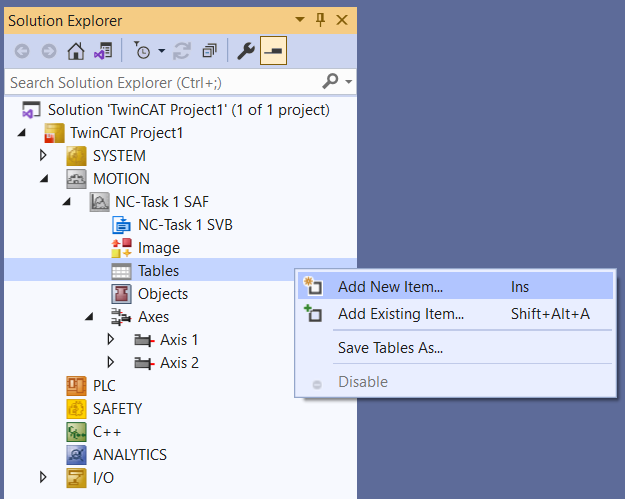 Solution Explorer
Search Solution Explorer (Ctrl+;)
Solution 'TwinCAT Project1' (1 of 1 project)
TwinCAT Project1
SYSTEM
MOTION
NC-Task 1 SAF
NC-Task 1 SVB
Image
Tables
Objects
Axes
Axis 1
Axis 2
PLC
SAFETY
C++
ANALYTICS
I/O
Add New Item... Ins
Add Existing Item... Shift+Alt+A
Save Tables As...
Disable